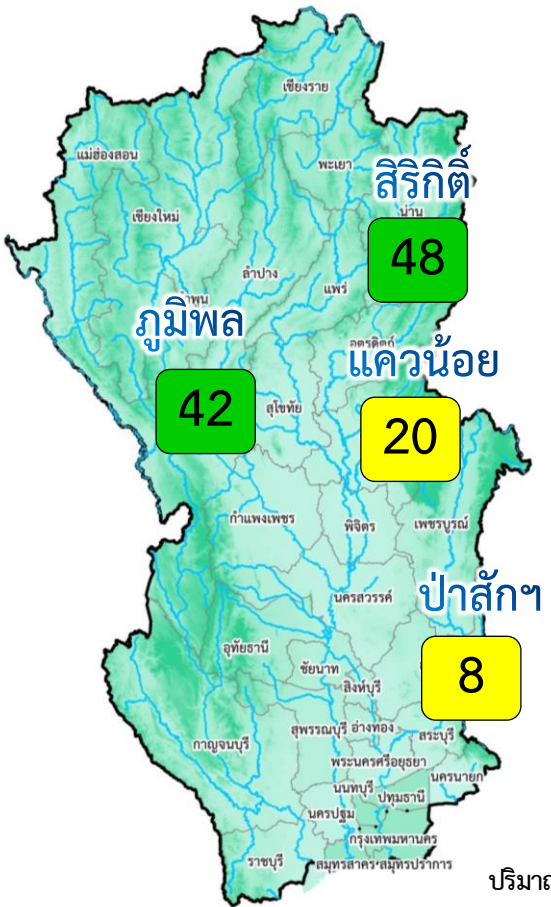 เชียงราย
แม่ฮ่องสอน
พะเยา
สิริกิติ์
น่าน
เชียงใหม่
48
ลำปาง
แพร่
ภูมิพล
อุตรดิตถ์
แควน้อย
42
สุโขทัย
20
กำแพงเพชร
พิจิตร
เพชรบูรณ์
นครสวรรค์
ป่าสักฯ
อุทัยธานี
ชัยนาท
8
สิงห์บุรี
สุพรรณบุรี อ่างทอง
สระบุรี
กาญจนบุรี
พระนครศรีอยุธยา
นครนายก
นนทบุรี
ปทุมธานี
นครปฐม
กรุงเทพมหานคร
ราชบุรี
สมุทรสาคร
สมุทรปราการ